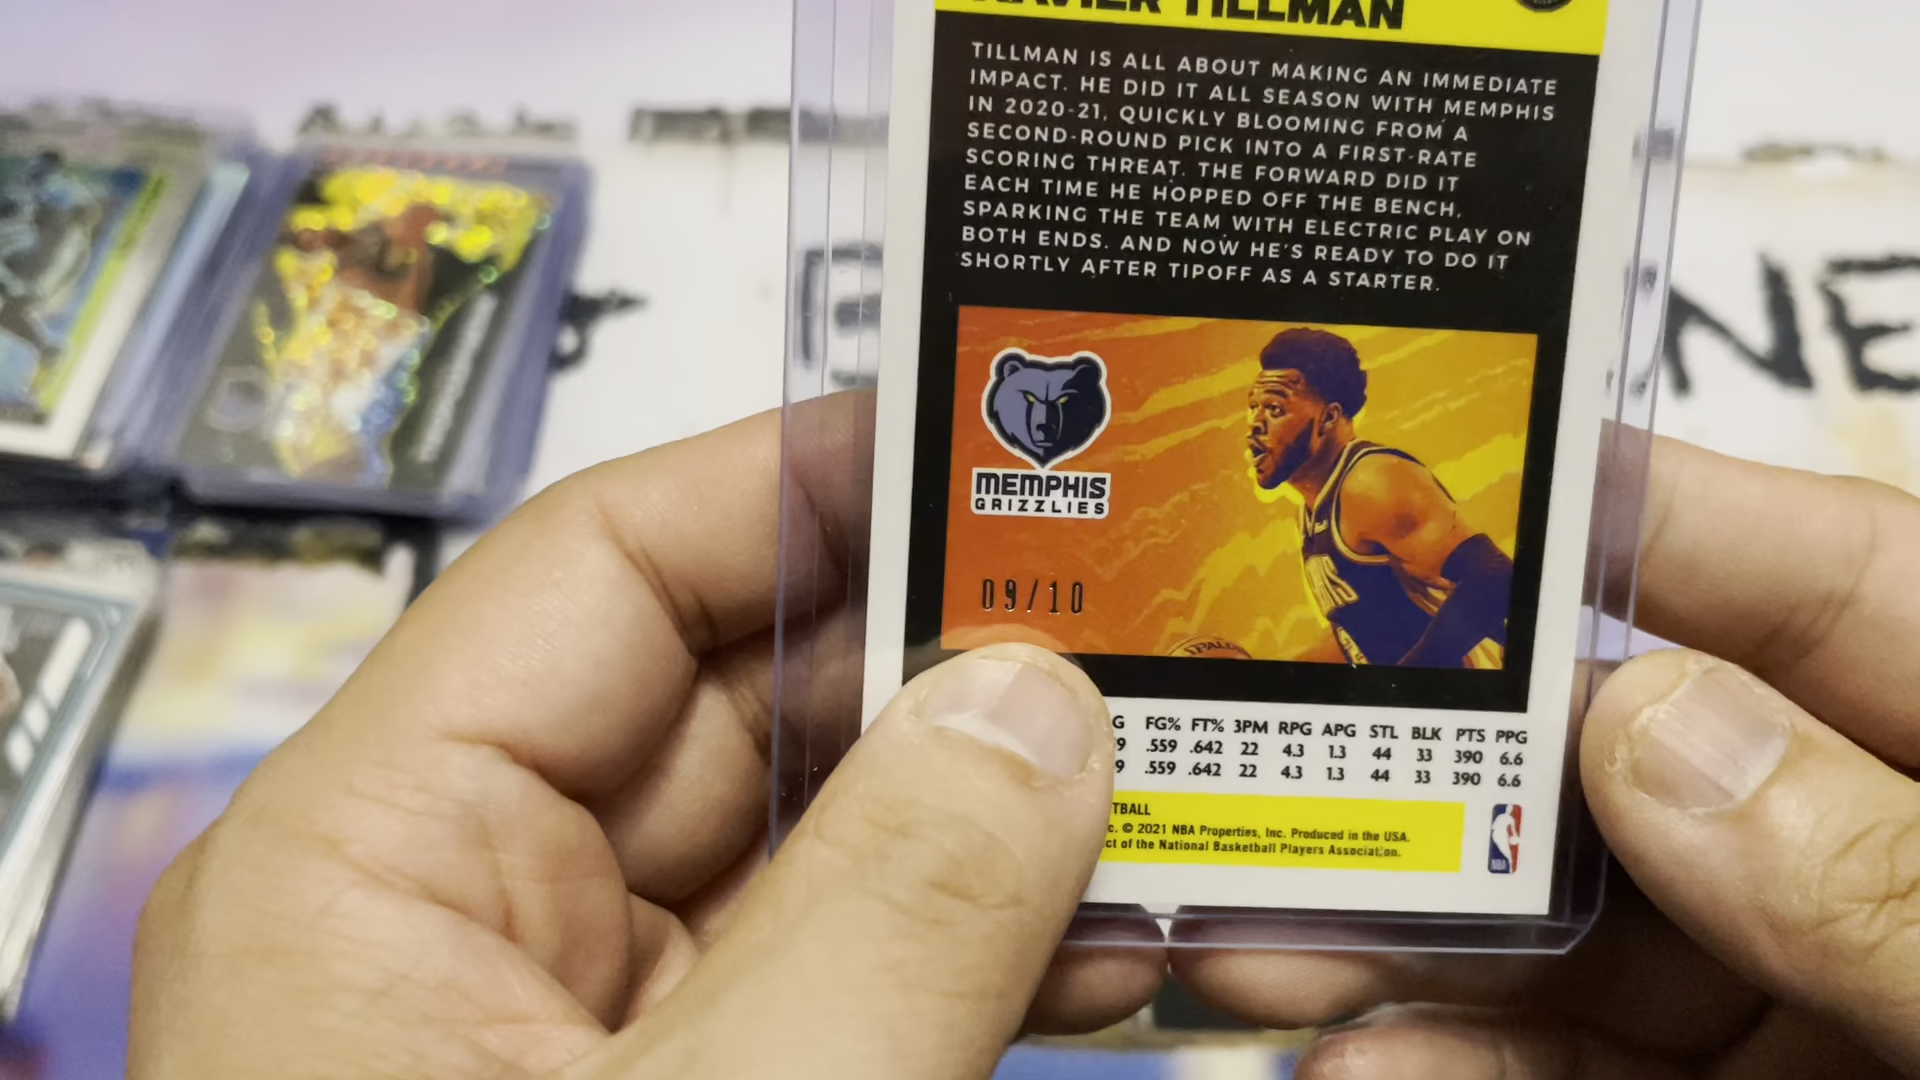 XAVIER TILLMAN
TILLMAN IS ALL ABOUT MAKING AN IMMEDIATE
IMPACT. HE DID IT ALL SEASON WITH MEMPHIS
IN 2020-21, QUICKLY BLOOMING FROM A
SECOND-ROUND PICK INTO A FIRST-RATE
SCORING THREAT. THE FORWARD DID IT
EACH TIME HE HOPPED OFF THE BENCH,
SPARKING THE TEAM WITH ELECTRIC PLAY ON
BOTH ENDS. AND NOW HE'S READY TO DO IT
SHORTLY AFTER TIPOFF AS A STARTER.
MEMPHIS
GRIZZLIES
09/10
G FG% FT% 3PM RPG APG STL BLK PTS PPG
9 .559 .642 22 4.3 1.3 44 33 390 6.6
9 .559 .642 22 4.3 1.3 44 33 390 6.6
TBALL
c. © 2021 NBA Properties, Inc. Produced in the USA.
ct of the National Basketball Players Association.
NBA
NE